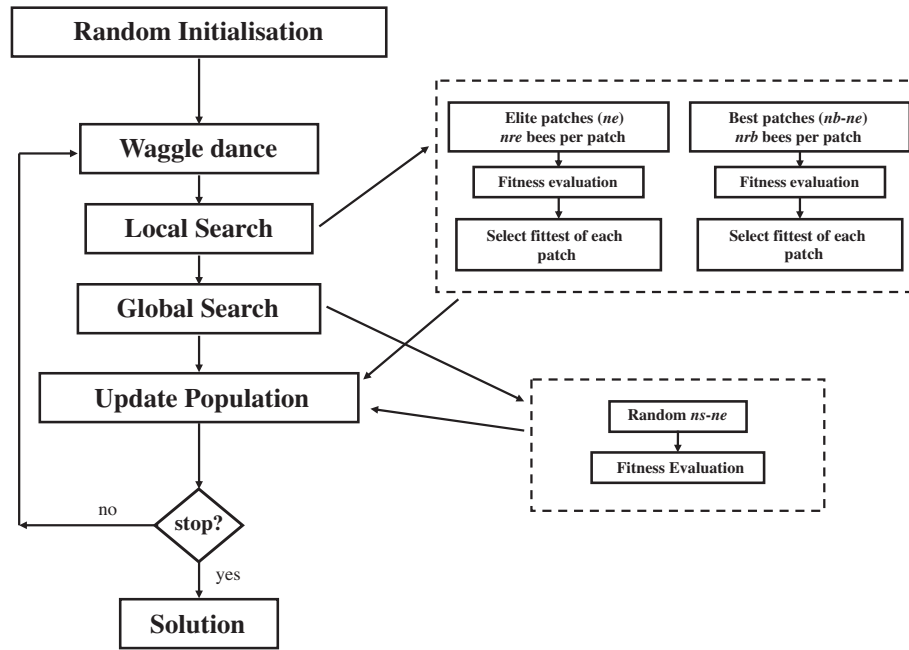 Random Initialisation
Waggle dance
Local Search
Global Search
Update Population
no
stop?
yes
Solution
Elite patches (ne)
nre bees per patch
Fitness evaluation
Select fittest of each
patch
Best patches (nb-ne)
nrb bees per patch
Fitness evaluation
Select fittest of each
patch
Random ns-ne
Fitness Evaluation